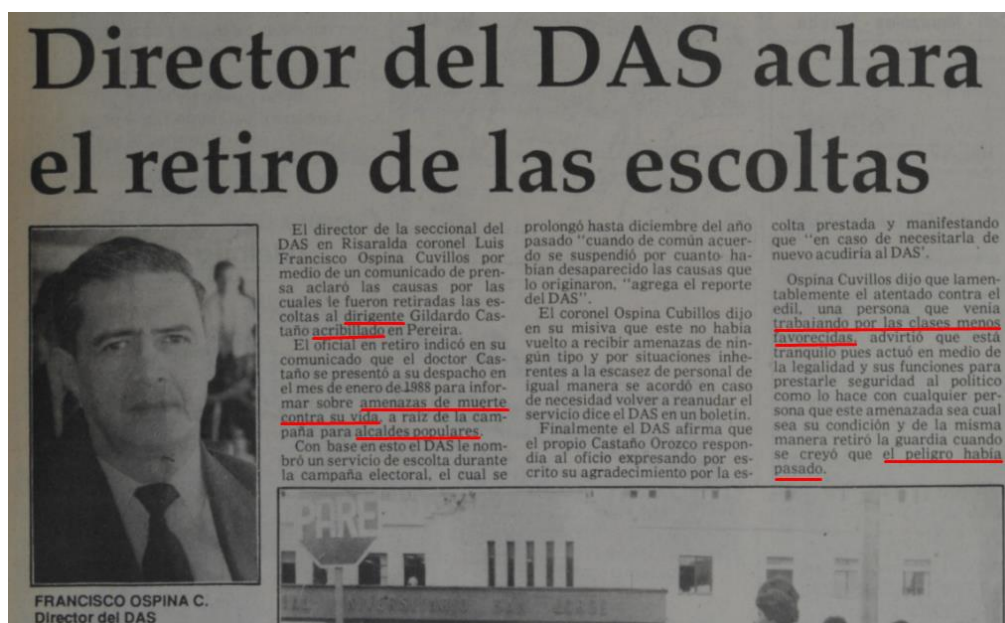 Director del DAS aclara
el retiro de las escoltas
El director de la seccional del
DAS en Risaralda coronel Luis
Francisco Ospina Cuvillos por
medio de un comunicado de pren-
sa aclaró las causas por las
cuales le fueron retiradas las es-
coltas al dirigente Gildardo Cas-
taño acribillado en Pereira.
El oficial en retiro indicó en su
comunicado que el doctor Cas-
taño se presentó a su despacho en
el mes de enero de 1988 para infor-
mar sobre amenazas de muerte
contra su vida, a raíz de la cam-
paña para alcaldes populares.
Con base en esto el DAS le nom-
bró un servicio de escolta durante
la campaña electoral, el cual se
prolongó hasta diciembre del año
pasado "cuando de común acuer-
do se suspendió por cuanto ha-
bían desaparecido las causas que
lo originaron, "agrega el reporte
del DAS".
El coronel Ospina Cubillos dijo
en su misiva que este no había
vuelto a recibir amenazas de nin-
gún tipo y por situaciones inhe-
rentes a la escasez de personal de
igual manera se acordó en caso
de necesidad volver a reanudar el
servicio dice el DAS en un boletín.
Finalmente el DAS afirma que
el propio Castaño Orozco respon-
día al oficio expresando por es-
crito su agradecimiento por la es-
colta prestada y manifestando
que "en caso de necesitarla de
nuevo acudiría al DAS'.
Ospina Cuvillos dijo que lamen-
tablemente el atentado contra el
edil, una persona que venía
trabajando por las clases menos
favorecidas, advirtió que está
tranquilo pues actuó en medio de
la legalidad y sus funciones para
prestarle seguridad al político
como lo hace con cualquier per-
sona que este amenazada sea cual
sea su condición y de la misma
manera retiró la guardia cuando
se creyó que el peligro había
pasado.
FRANCISCO OSPINA C.
Director del DAS
PARE